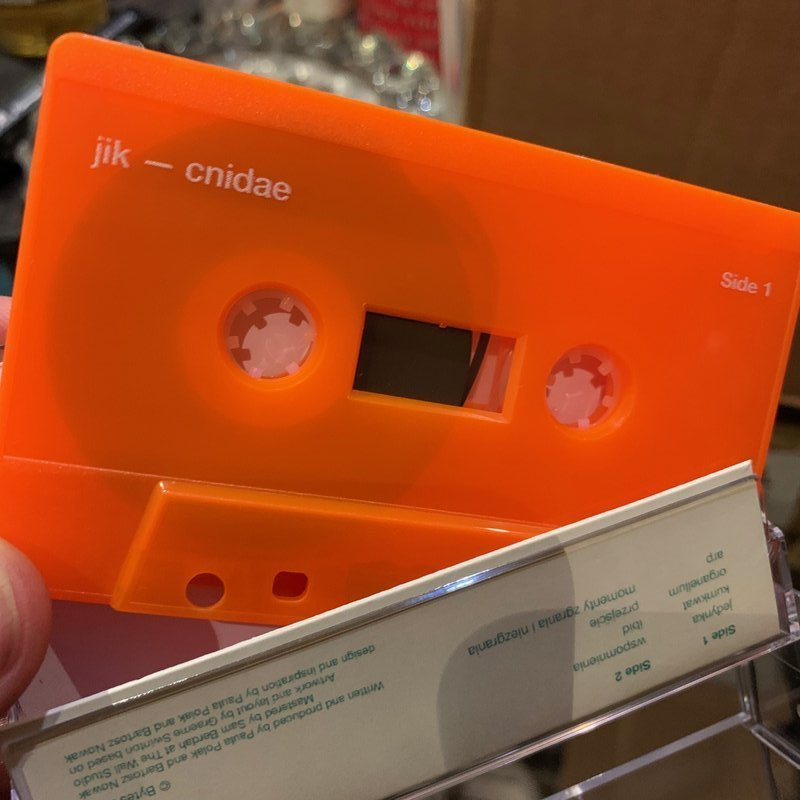 jik — cnidae
Side 1
Side 1
jedynka
kumkwat
organellum
arp
Side 2
wspomnienia
ibid
przejście
momenty zgrania i niezgrania
© Bytes
Written and produced by Paula Polak and Bartosz Nowak
Mastered by Sam Berdah at The Wall Studio
Artwork and layout by Graeme Swinton based on
design and inspiration by Paula Polak and Bartosz Nowak